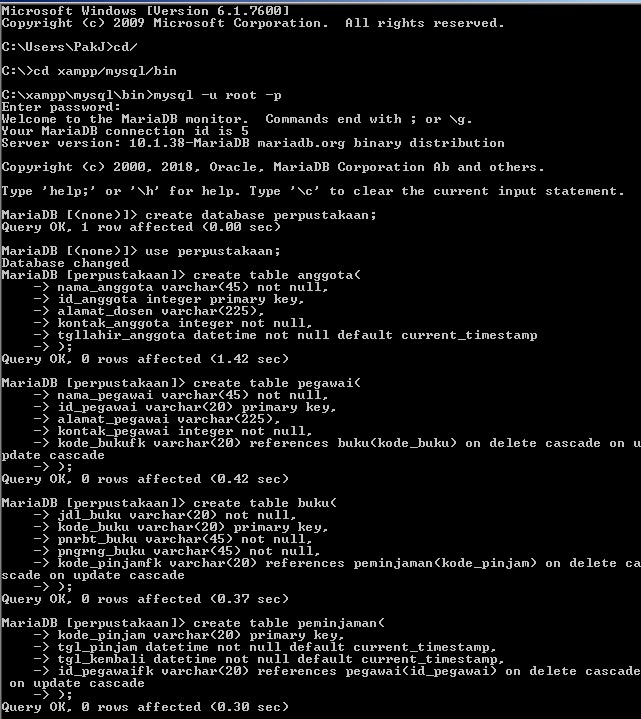 Microsoft Windows [Version 6.1.7600]
Copyright (c) 2009 Microsoft Corporation.  All rights reserved.
C:\Users\PakJ>cd/
C:\>cd xampp/mysql/bin
C:\xampp\mysql\bin>mysql -u root -p
Enter password:
Welcome to the MariaDB monitor.  Commands end with ; or \g.
Your MariaDB connection id is 5
Server version: 10.1.38-MariaDB mariadb.org binary distribution
Copyright (c) 2000, 2018, Oracle, MariaDB Corporation Ab and others.
Type 'help;' or '\h' for help. Type '\c' to clear the current input statement.
MariaDB [(none)]> create database perpustakaan;
Query OK, 1 row affected (0.00 sec)
MariaDB [(none)]> use perpustakaan;
Database changed
MariaDB [perpustakaan]> create table anggota(
    -> nama_anggota varchar(45) not null,
    -> id_anggota integer primary key,
    -> alamat_dosen varchar(225),
    -> kontak_anggota integer not null,
    -> tgllahir_anggota datetime not null default current_timestamp
    -> );
Query OK, 0 rows affected (1.42 sec)
MariaDB [perpustakaan]> create table pegawai(
    -> nama_pegawai varchar(45) not null,
    -> id_pegawai varchar(20) primary key,
    -> alamat_pegawai varchar(225),
    -> kontak_pegawai integer not null,
    -> kode_bukufk varchar(20) references buku(kode_buku) on delete cascade on u
pdate cascade
    -> );
Query OK, 0 rows affected (0.42 sec)
MariaDB [perpustakaan]> create table buku(
    -> jdl_buku varchar(20) not null,
    -> kode_buku varchar(20) primary key,
    -> pnrbt_buku varchar(45) not null,
    -> pngrng_buku varchar(45) not null,
    -> kode_pinjamfk varchar(20) references peminjaman(kode_pinjam) on delete ca
scade on update cascade
    -> );
Query OK, 0 rows affected (0.37 sec)
MariaDB [perpustakaan]> create table peminjaman(
    -> kode_pinjam varchar(20) primary key,
    -> tgl_pinjam datetime not null default current_timestamp,
    -> tgl_kembali datetime not null default current_timestamp,
    -> id_pegawaifk varchar(20) references pegawai(id_pegawai) on delete cascade
 on update cascade
    -> );
Query OK, 0 rows affected (0.30 sec)